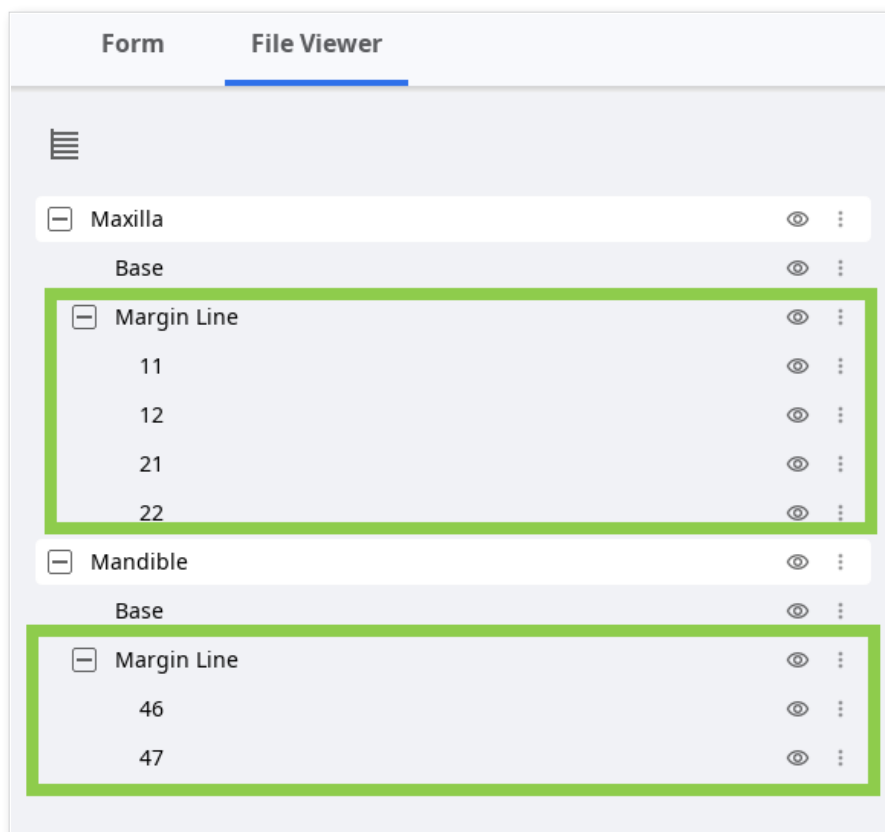 Form File Viewer
Maxilla
Base
Margin Line
11
12
21
22
Mandible
Base
Margin Line
46
47